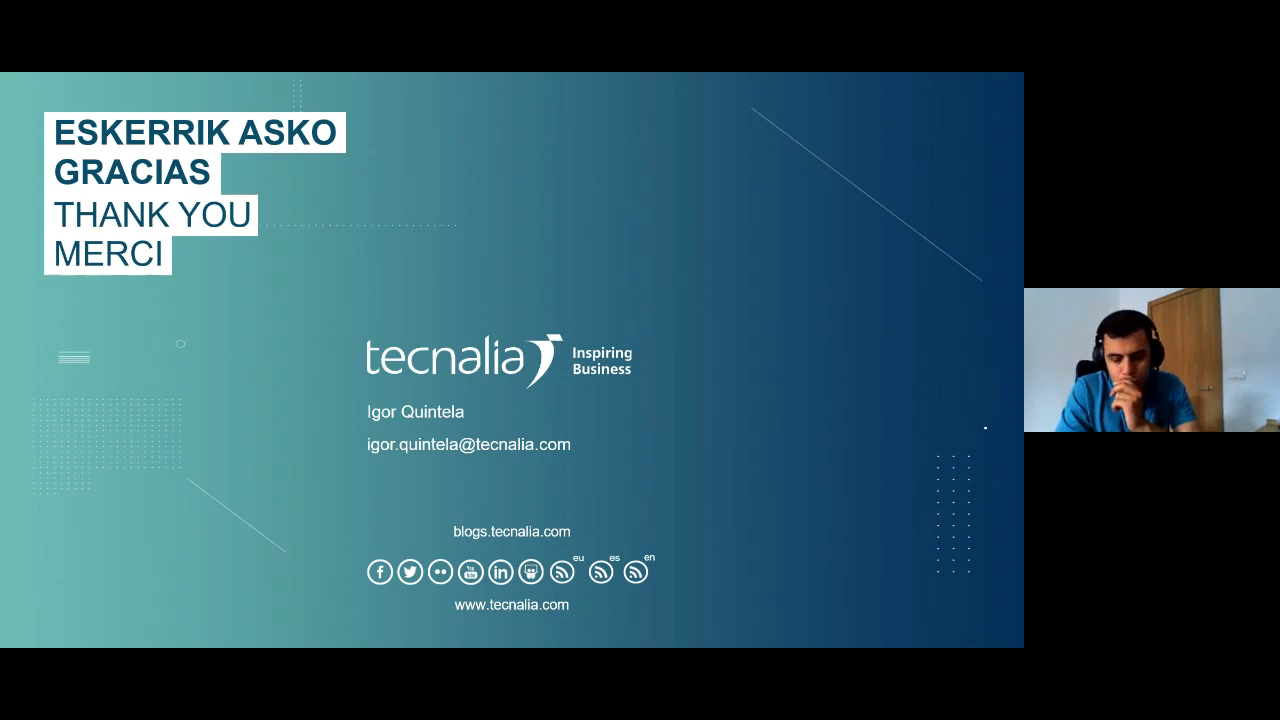 ESKERRIK ASKO
GRACIAS
THANK YOU
MERCI
tecnalia Inspiring
Business
Igor Quintela
igor.quintela@tecnalia.com
blogs.tecnalia.com
eu es en
www.tecnalia.com